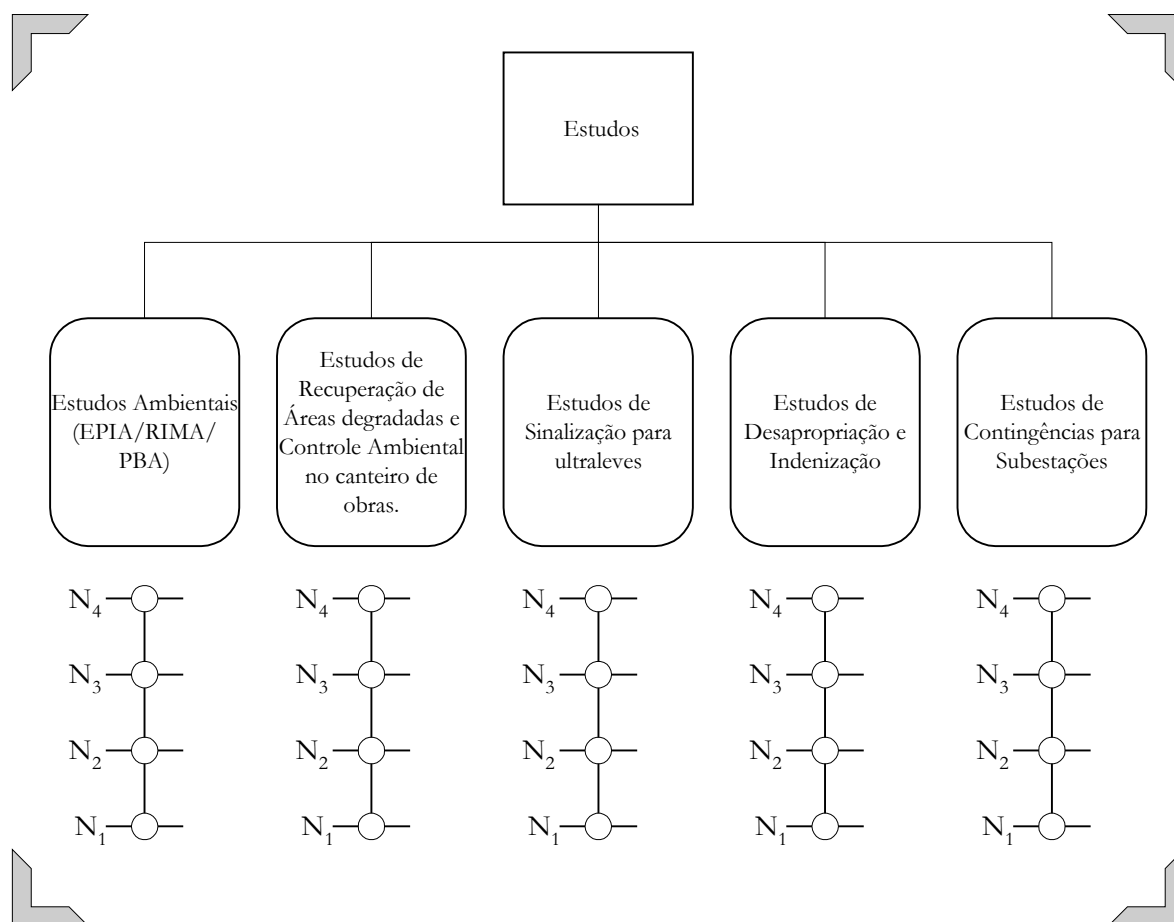 Estudos
Estudos Ambientais
(EPIA/RIMA/
PBA)
Estudos de
Recuperação de
Áreas degradadas e
Controle Ambiental
no canteiro de
obras.
Estudos de
Sinalização para
ultraleves
Estudos de
Desapropriação e
Indenização
Estudos de
Contingências para
Subestações
N4 N4 N4 N4 N4
N3 N3 N3 N3 N3
N2 N2 N2 N2 N2
N1 N1 N1 N1 N1